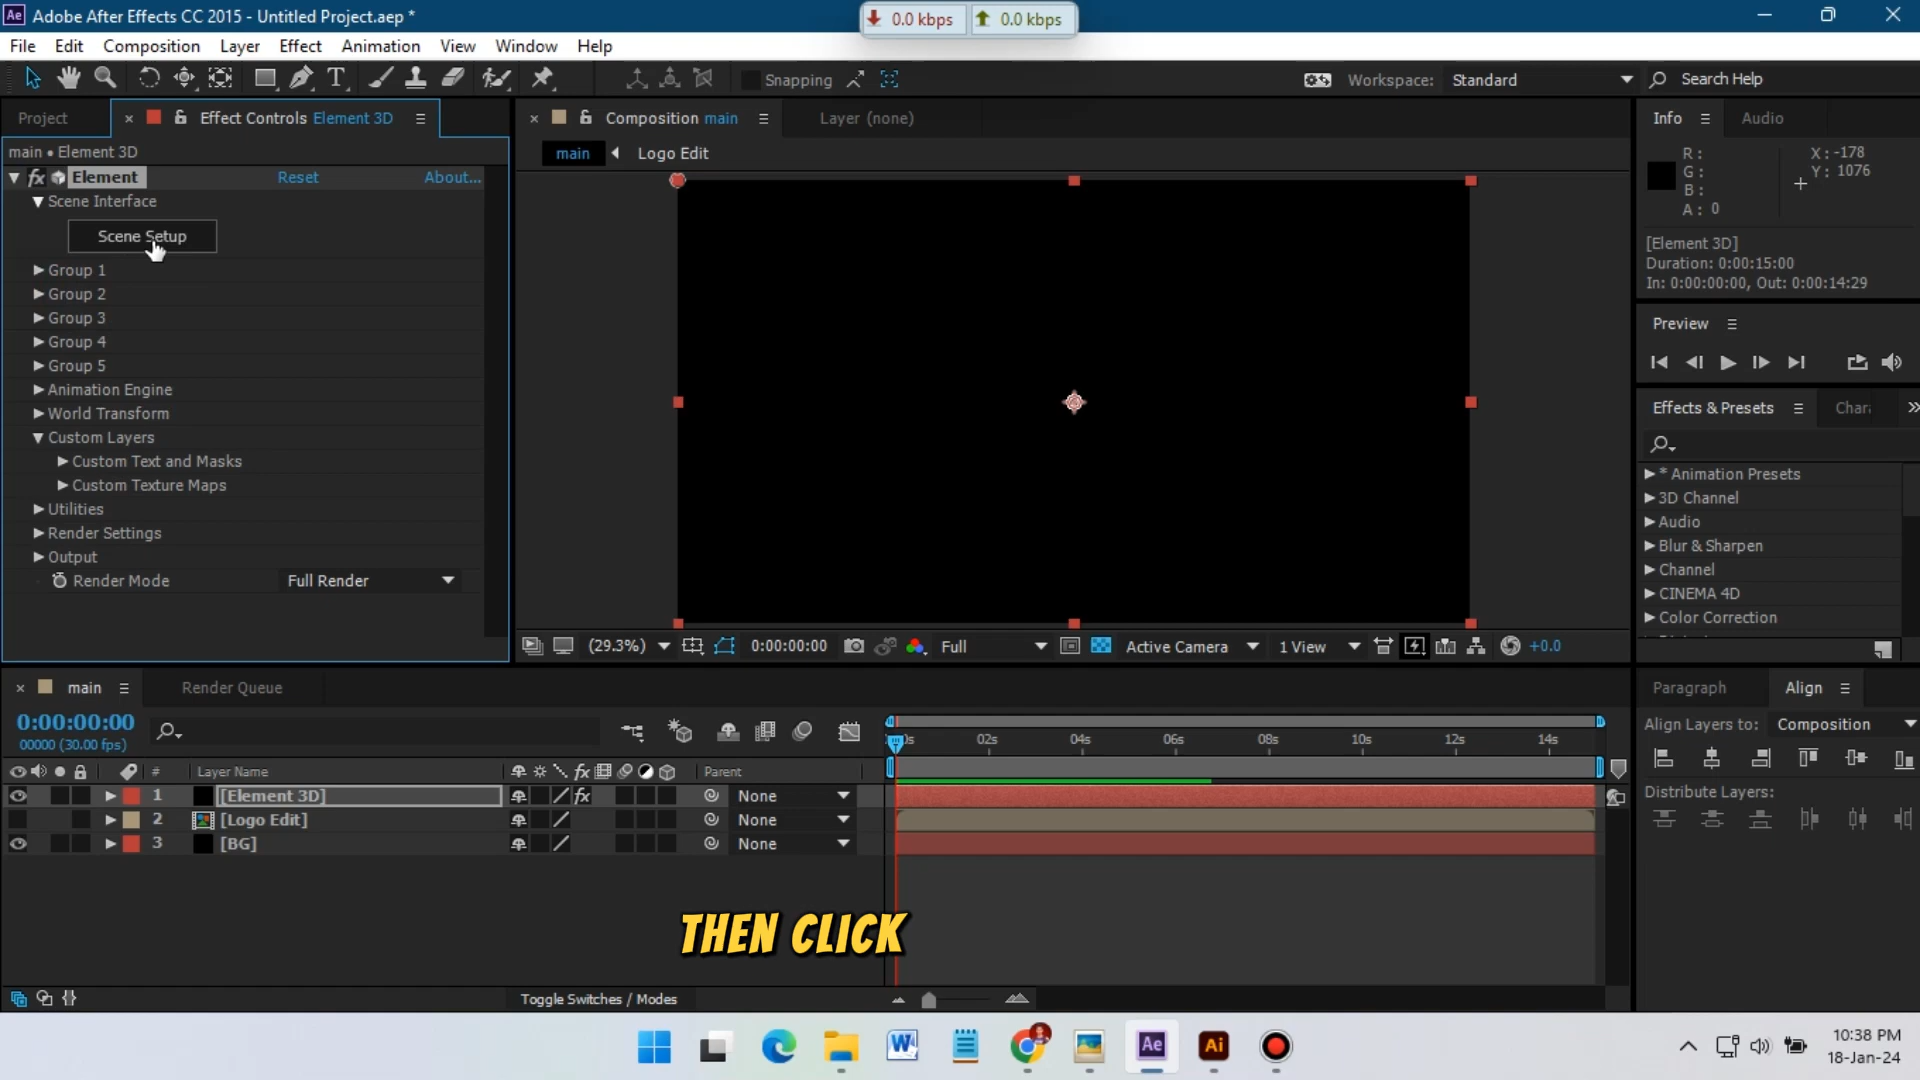 Ae Adobe After Effects CC 2015 - Untitled Project.aep *
0.0 kbps 0.0 kbps
File Edit Composition Layer Effect Animation View Window Help
T Snapping Workspace: Standard Search Help
Project × Effect Controls Element 3D
× Composition main Layer (none)
Info Audio
main • Element 3D
main Logo Edit
R: X: -178
G: Y: 1076
B:
A: 0
fx Element Reset About...
Scene Interface
Scene Setup
Group 1
Group 2
Group 3
Group 4
Group 5
Animation Engine
World Transform
Custom Layers
Custom Text and Masks
Custom Texture Maps
Utilities
Render Settings
Output
Render Mode Full Render
[Element 3D]
Duration: 0:00:15:00
In: 0:00:00:00, Out: 0:00:14:29
Preview
Effects & Presets Chara
* Animation Presets
3D Channel
Audio
Blur & Sharpen
Channel
CINEMA 4D
Color Correction
(29.3%) 0:00:00:00 Full Active Camera 1 View +0.0
× main Render Queue
Paragraph Align
0:00:00:00
00000 (30.00 fps)
02s 04s 06s 08s 10s 12s 14s
Align Layers to: Composition
Distribute Layers:
# Layer Name fx Parent
1 [Element 3D] fx None
2 [Logo Edit] None
3 [BG] None
THEN CLICK
Toggle Switches / Modes
W Ae Ai
10:38 PM
18-Jan-24